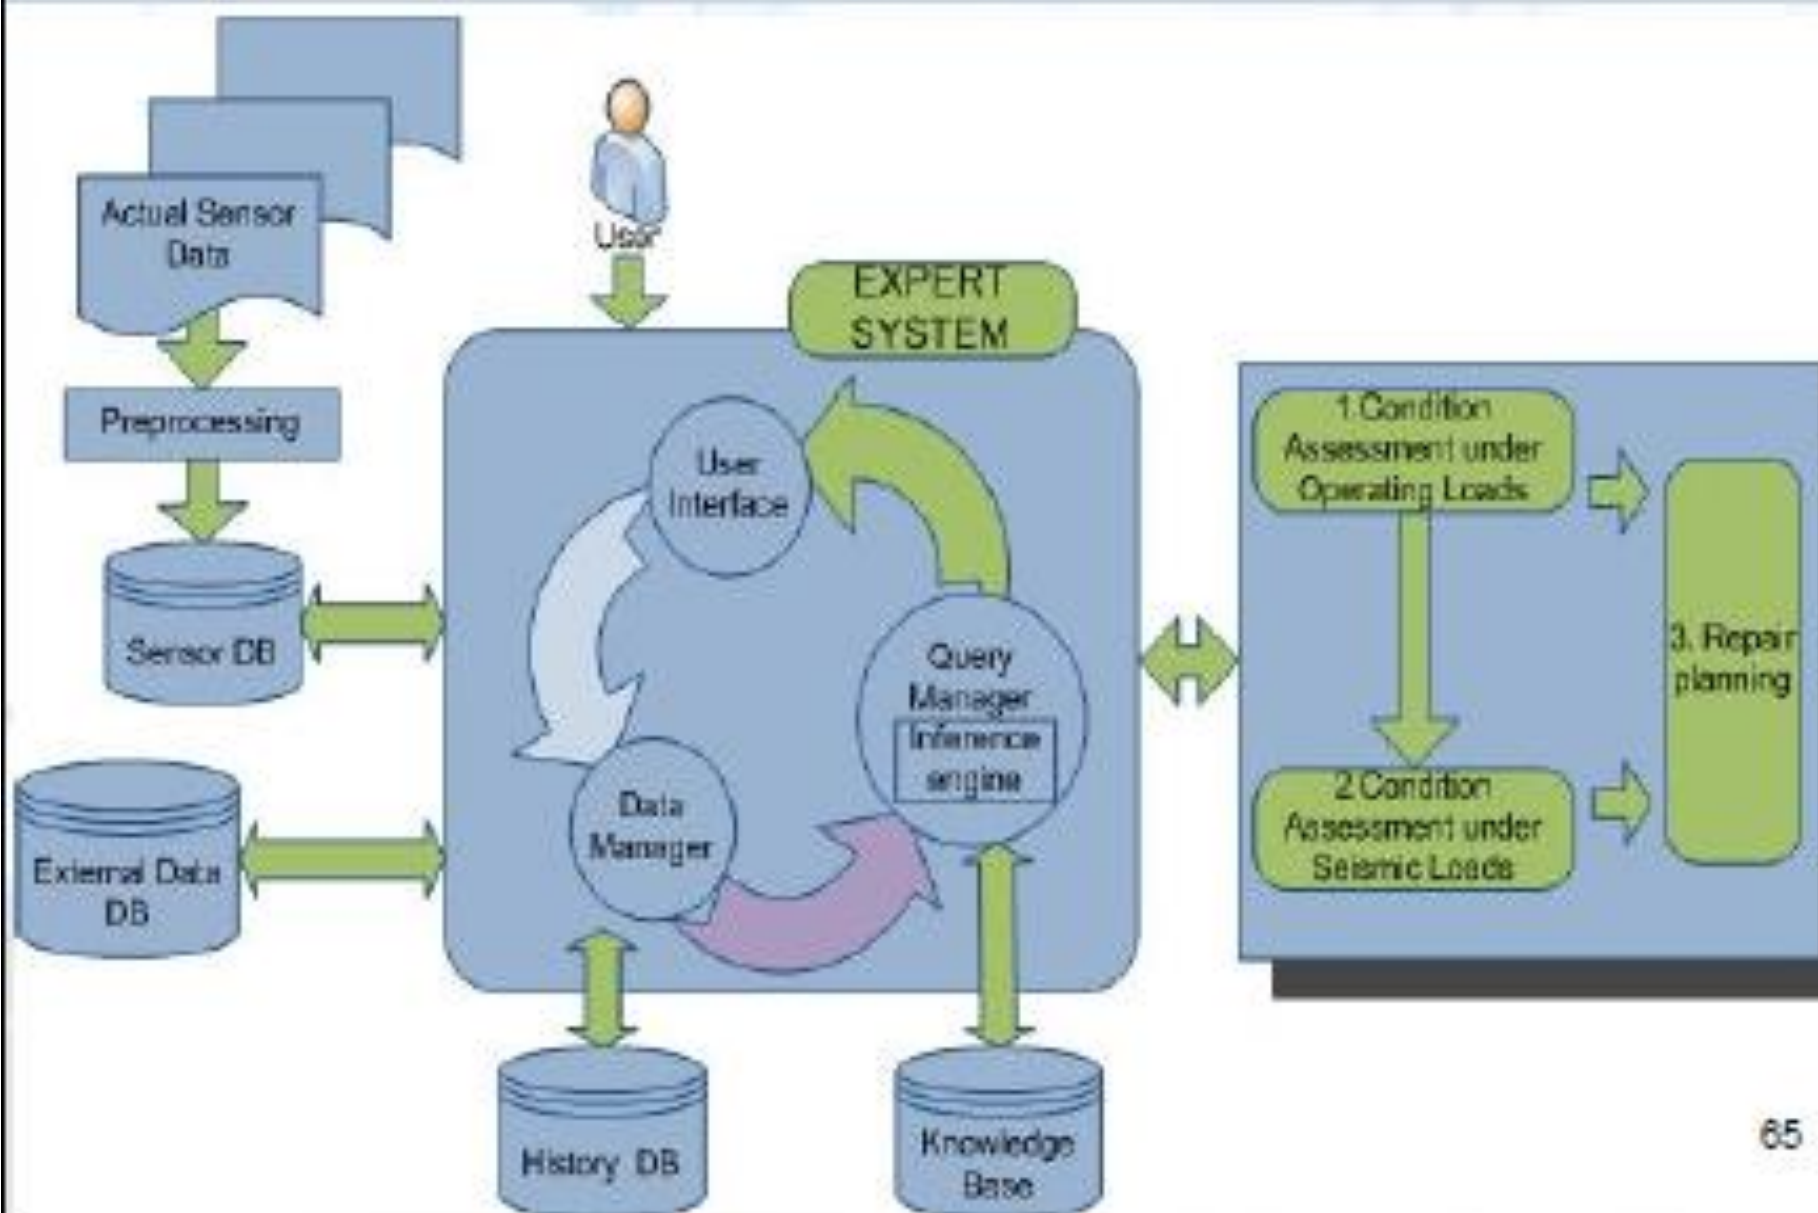 Actual Sensor
Data
User
EXPERT
SYSTEM
Preprocessing
User
Interface
1.Condition
Assessment under
Operating Loads
Sensor DB
Query
Manager
Inference
engine
3. Repair
planning
Data
Manager
2.Condition
Assessment under
Seismic Loads
External Data
DB
History DB
Knowledge
Base
65